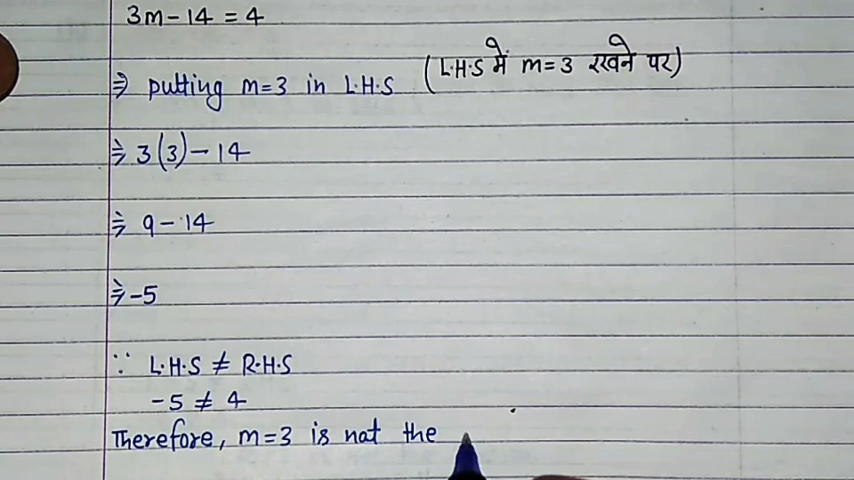 3m - 14 = 4
⇒ putting m = 3 in L.H.S (L.H.S में m = 3 रखने पर)
⇒ 3(3) - 14
⇒ 9 - 14
⇒ -5
∵ L.H.S ≠ R.H.S
-5 ≠ 4
Therefore, m = 3 is not the